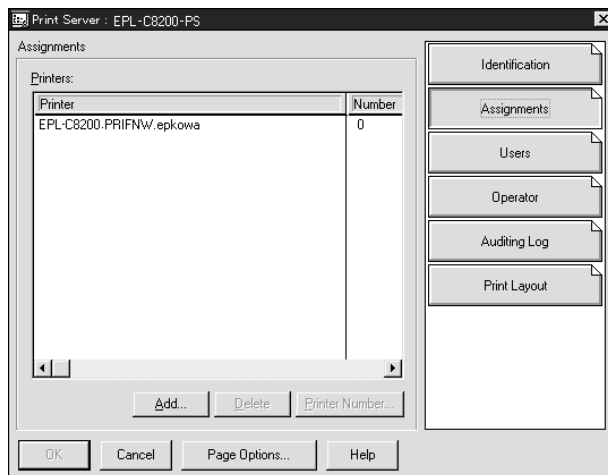 Print Server : EPL-C8200-PS
Assignments
Printers:
Printer Number
EPL-C8200.PRIFNW.epkowa 0
Add... Delete Printer Number...
OK Cancel Page Options... Help
Identification
Assignments
Users
Operator
Auditing Log
Print Layout